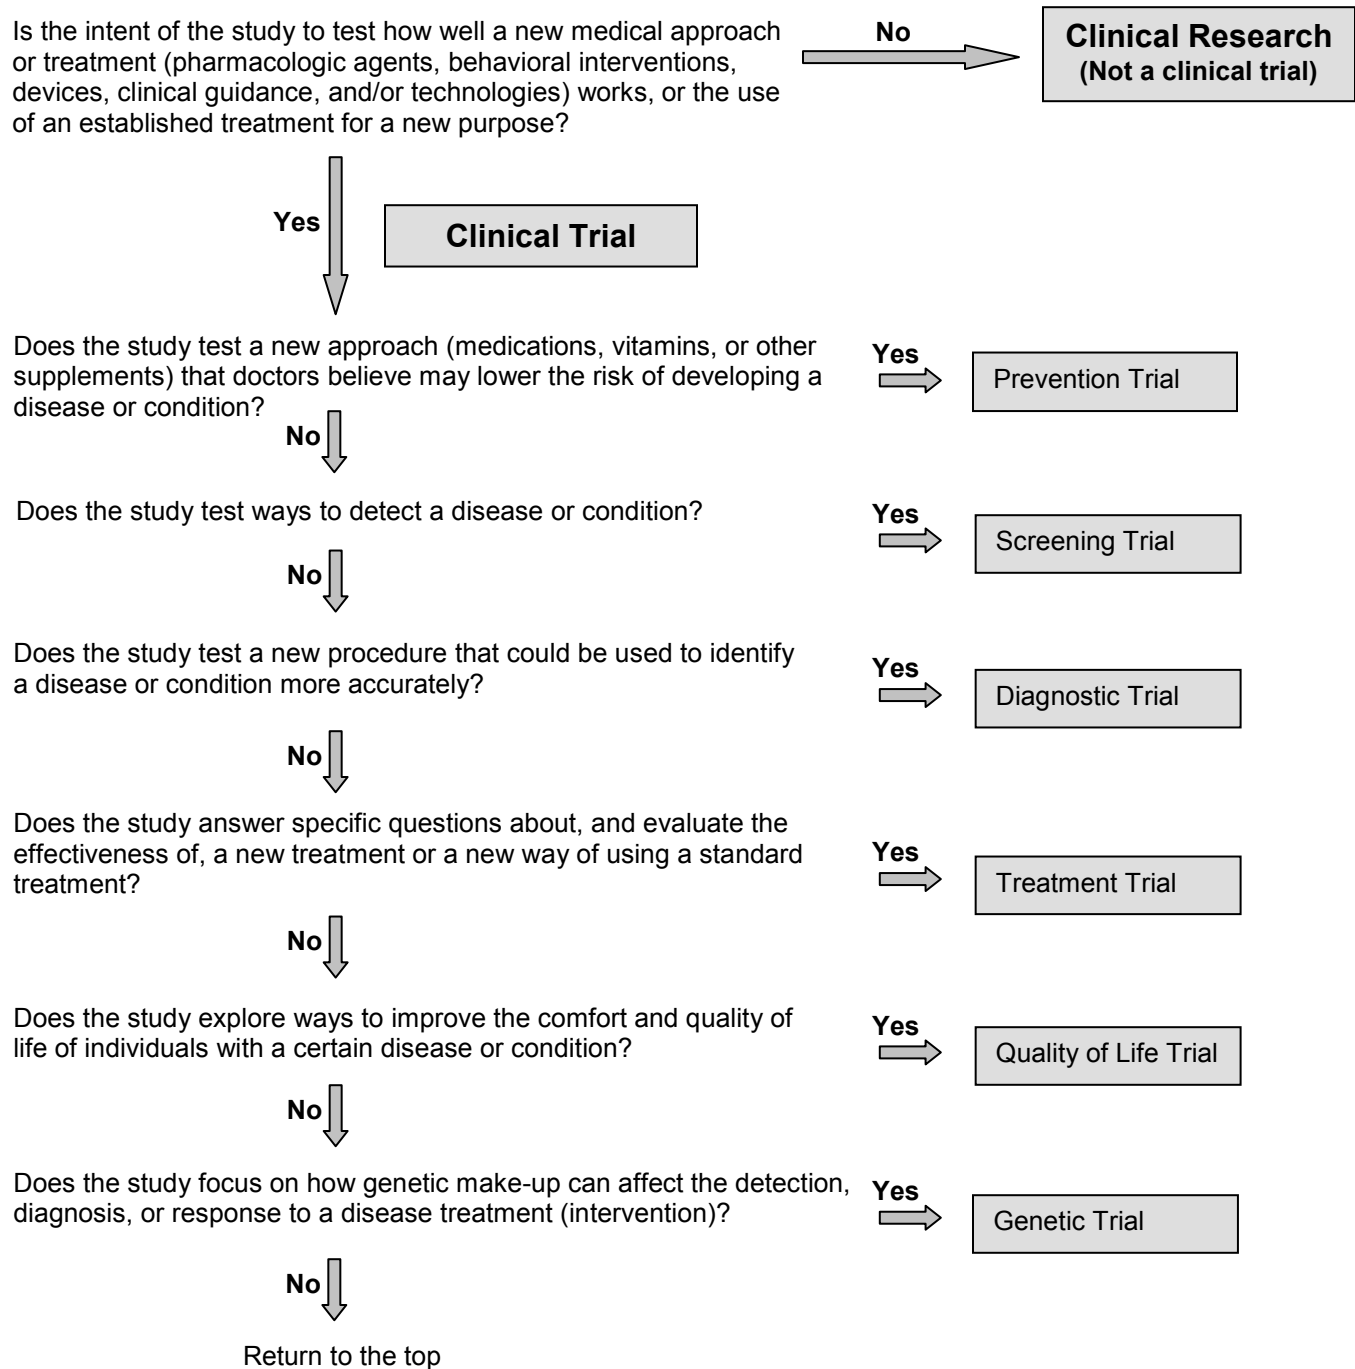 Is the intent of the study to test how well a new medical approach
or treatment (pharmacologic agents, behavioral interventions,
devices, clinical guidance, and/or technologies) works, or the use
of an established treatment for a new purpose?
No
Clinical Research
(Not a clinical trial)
Yes
Clinical Trial
Does the study test a new approach (medications, vitamins, or other
supplements) that doctors believe may lower the risk of developing a
disease or condition?
Yes
Prevention Trial
No
Does the study test ways to detect a disease or condition?
Yes
Screening Trial
No
Does the study test a new procedure that could be used to identify
a disease or condition more accurately?
Yes
Diagnostic Trial
No
Does the study answer specific questions about, and evaluate the
effectiveness of, a new treatment or a new way of using a standard
treatment?
Yes
Treatment Trial
No
Does the study explore ways to improve the comfort and quality of
life of individuals with a certain disease or condition?
Yes
Quality of Life Trial
No
Does the study focus on how genetic make-up can affect the detection,
diagnosis, or response to a disease treatment (intervention)?
Yes
Genetic Trial
No
Return to the top